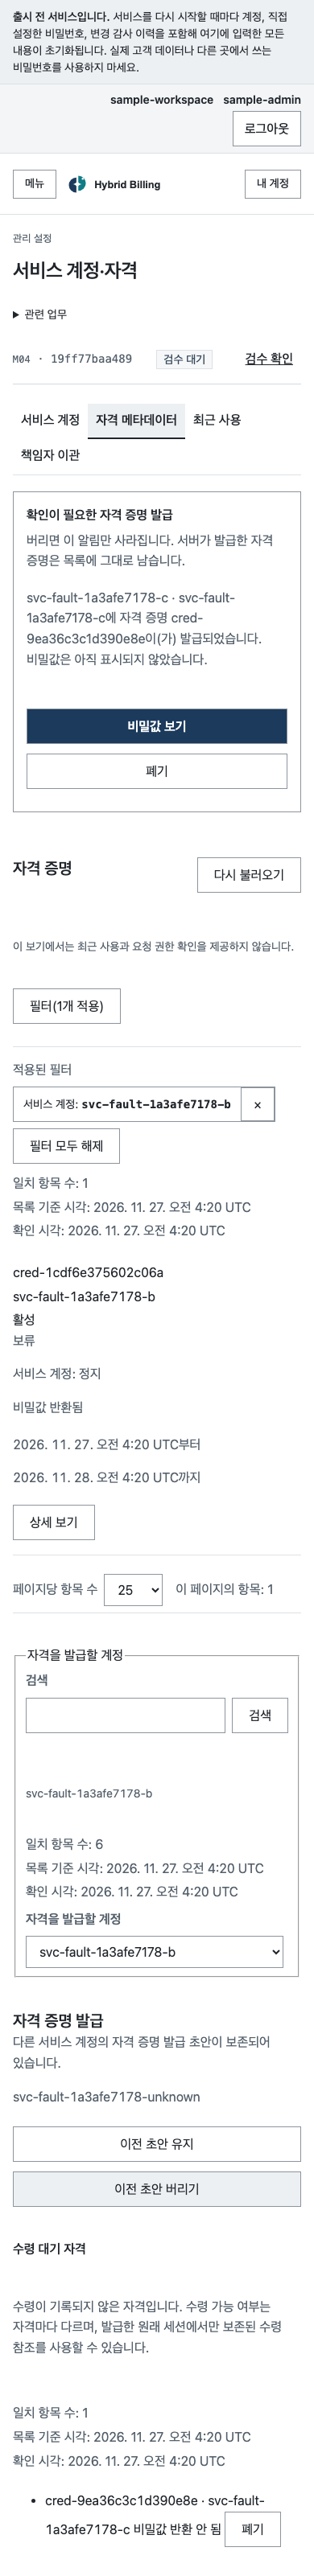 출시 전 서비스입니다. 서비스를 다시 시작할 때마다 계정, 직접
설정한 비밀번호, 변경 감사 이력을 포함해 여기에 입력한 모든
내용이 초기화됩니다. 실제 고객 데이터나 다른 곳에서 쓰는
비밀번호를 사용하지 마세요.
sample-workspace sample-admin
로그아웃
메뉴
Hybrid Billing
내 계정
관리 설정
서비스 계정·자격
▶ 관련 업무
M04 · 19ff77baa489 검수 대기 검수 확인
서비스 계정 자격 메타데이터 최근 사용
책임자 이관
확인이 필요한 자격 증명 발급
버리면 이 알림만 사라집니다. 서버가 발급한 자격
증명은 목록에 그대로 남습니다.
svc-fault-1a3afe7178-c · svc-fault-
1a3afe7178-c에 자격 증명 cred-
9ea36c3c1d390e8e이(가) 발급되었습니다.
비밀값은 아직 표시되지 않았습니다.
비밀값 보기
폐기
자격 증명
다시 불러오기
이 보기에서는 최근 사용과 요청 권한 확인을 제공하지 않습니다.
필터(1개 적용)
적용된 필터
서비스 계정: svc-fault-1a3afe7178-b ×
필터 모두 해제
일치 항목 수: 1
목록 기준 시각: 2026. 11. 27. 오전 4:20 UTC
확인 시각: 2026. 11. 27. 오전 4:20 UTC
cred-1cdf6e375602c06a
svc-fault-1a3afe7178-b
활성
보류
서비스 계정: 정지
비밀값 반환됨
2026. 11. 27. 오전 4:20 UTC부터
2026. 11. 28. 오전 4:20 UTC까지
상세 보기
페이지당 항목 수 25 이 페이지의 항목: 1
자격을 발급할 계정
검색
검색
svc-fault-1a3afe7178-b
일치 항목 수: 6
목록 기준 시각: 2026. 11. 27. 오전 4:20 UTC
확인 시각: 2026. 11. 27. 오전 4:20 UTC
자격을 발급할 계정
svc-fault-1a3afe7178-b
자격 증명 발급
다른 서비스 계정의 자격 증명 발급 초안이 보존되어
있습니다.
svc-fault-1a3afe7178-unknown
이전 초안 유지
이전 초안 버리기
수령 대기 자격
수령이 기록되지 않은 자격입니다. 수령 가능 여부는
자격마다 다르며, 발급한 원래 세션에서만 보존된 수령
참조를 사용할 수 있습니다.
일치 항목 수: 1
목록 기준 시각: 2026. 11. 27. 오전 4:20 UTC
확인 시각: 2026. 11. 27. 오전 4:20 UTC
• cred-9ea36c3c1d390e8e · svc-fault-
1a3afe7178-c 비밀값 반환 안 됨 폐기